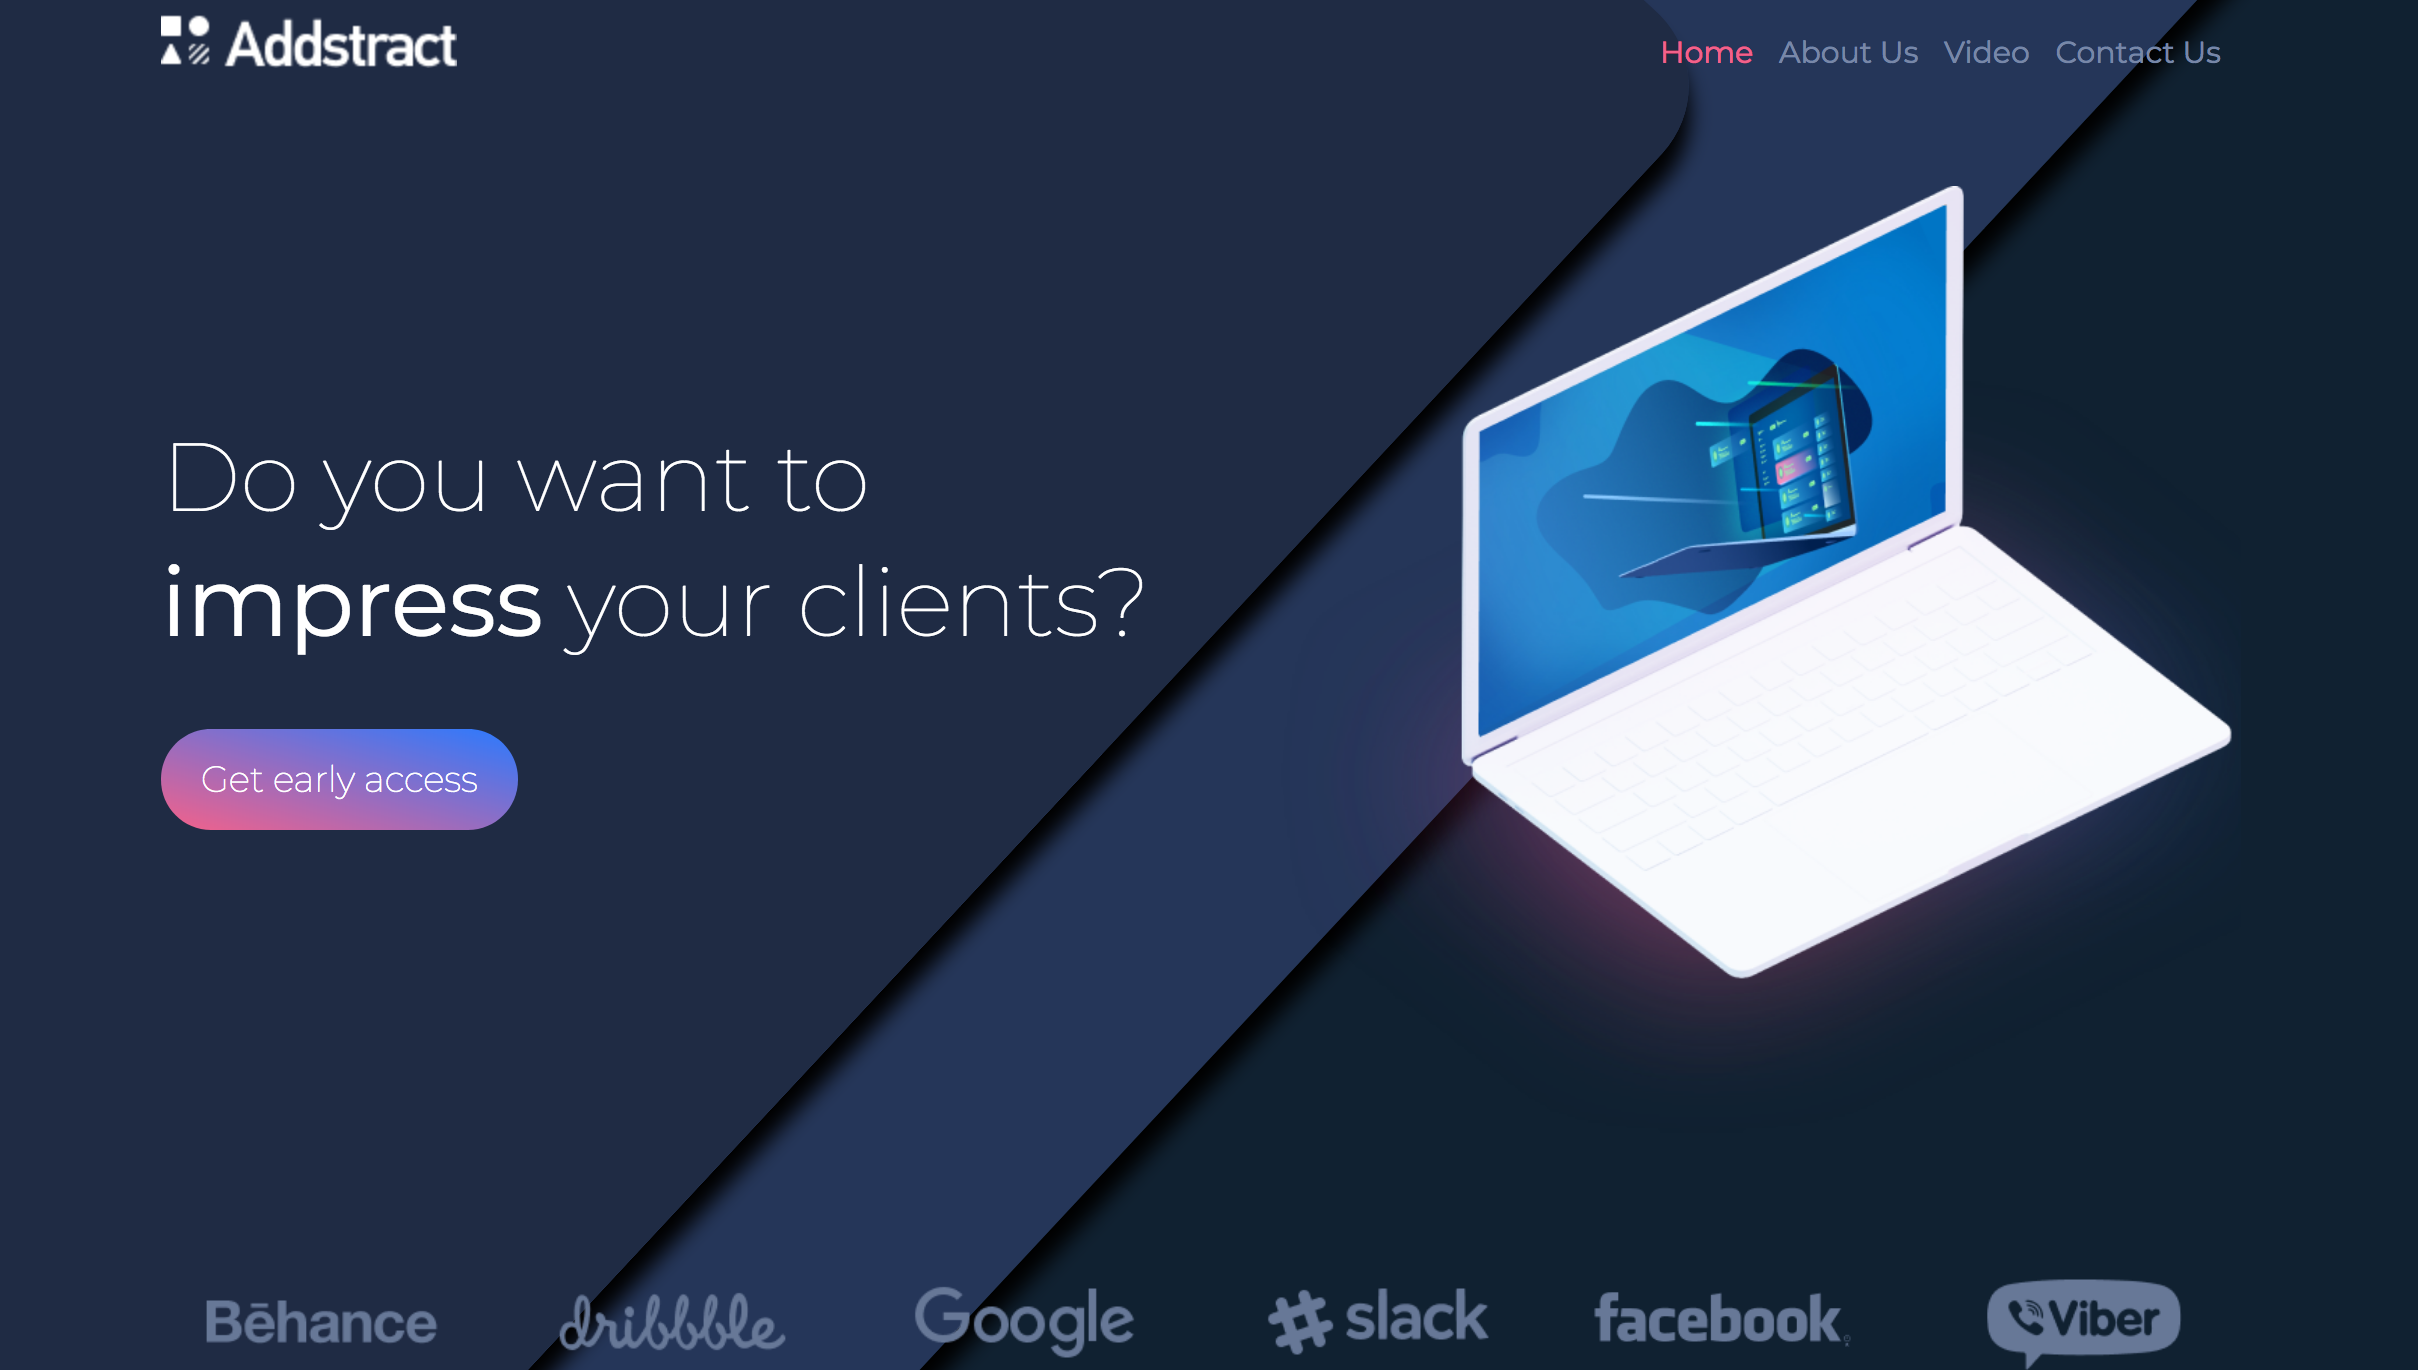 Addstract
Home About Us Video Contact Us
Do you want to
impress your clients?
Get early access
Bēhance dribbble Google slack facebook Viber